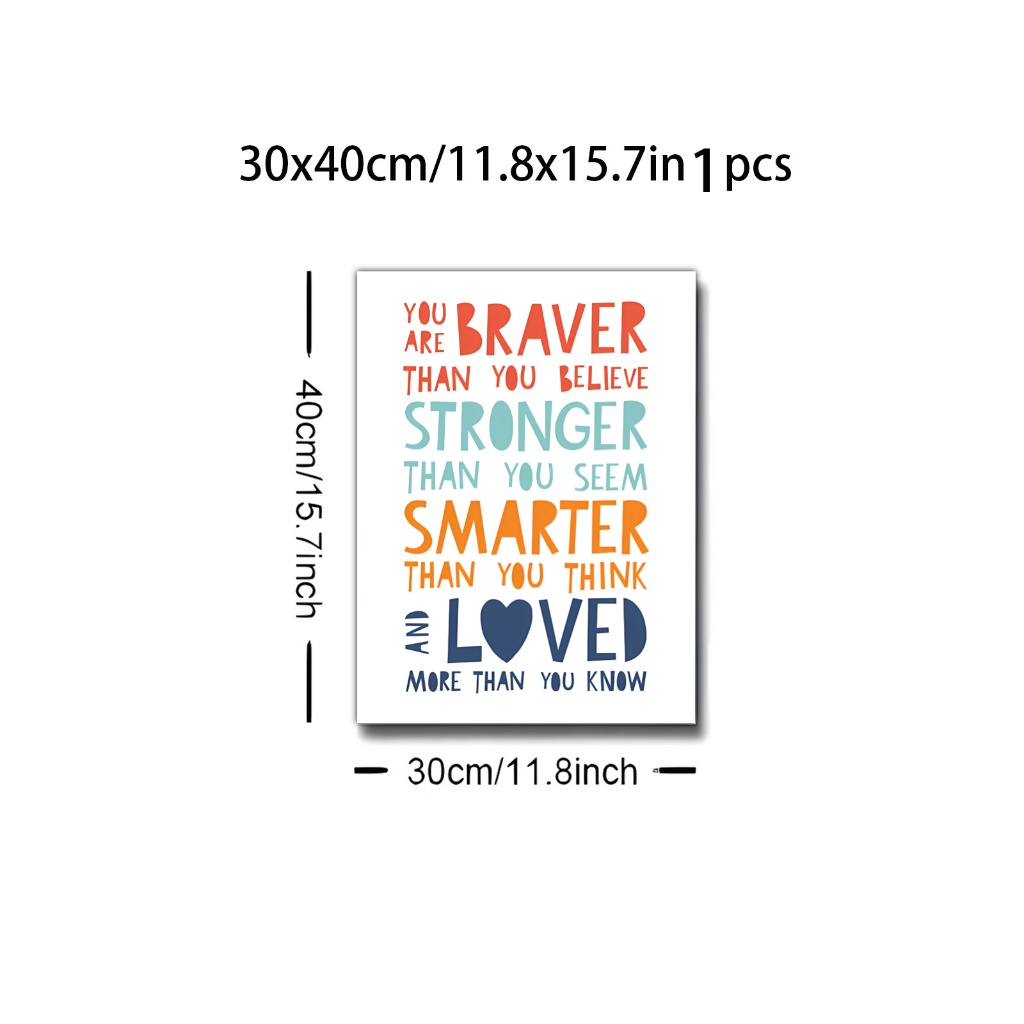 30x40cm/11.8x15.7in 1 pcs
40cm/15.7inch
YOU
ARE BRAVER
THAN YOU BELIEVE
STRONGER
THAN YOU SEEM
SMARTER
THAN YOU THINK
AND LOVED
MORE THAN YOU KNOW
30cm/11.8inch